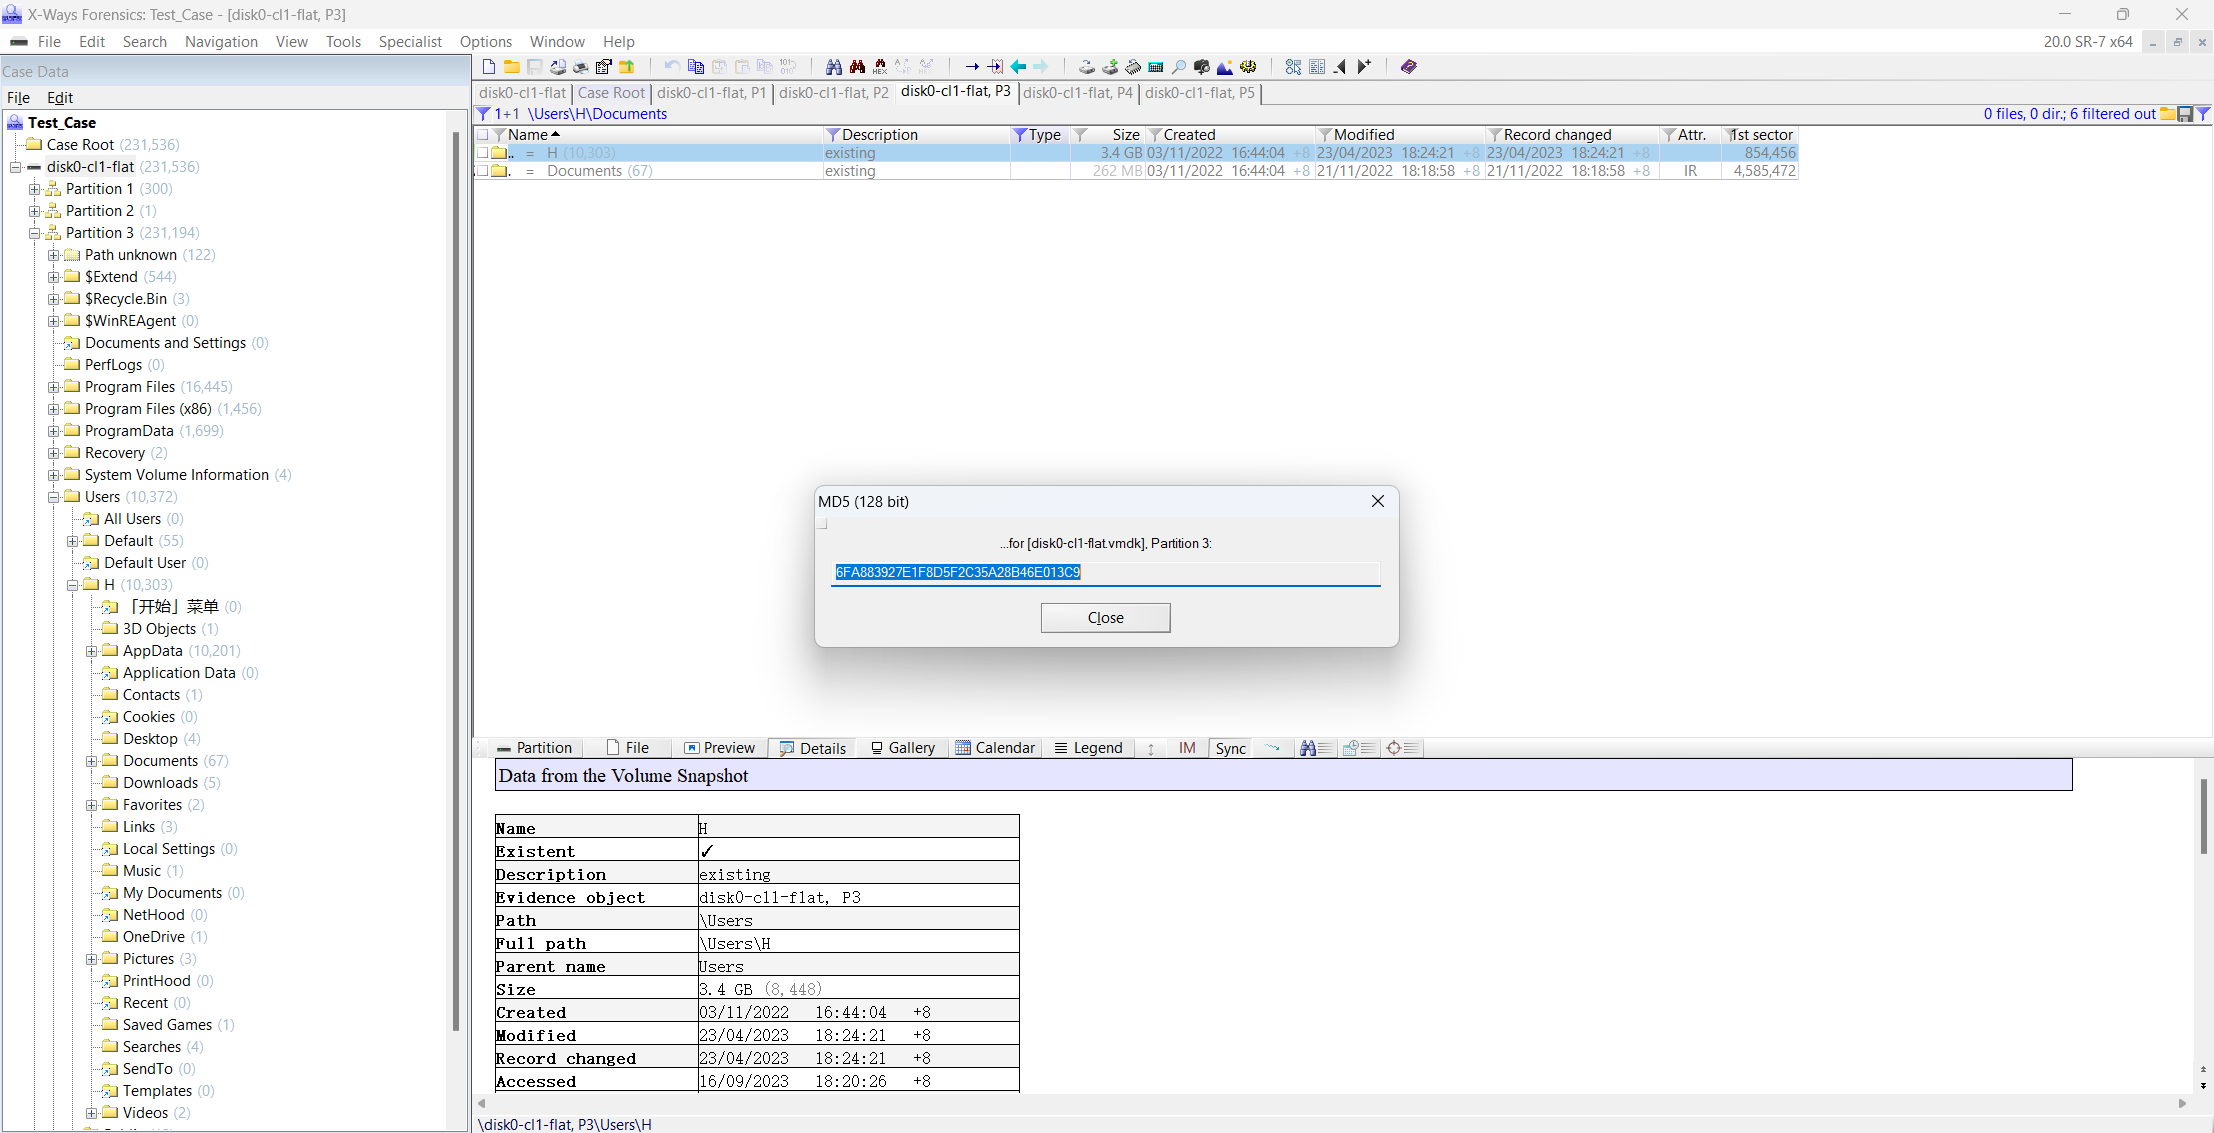 X-Ways Forensics: Test_Case - [disk0-cl1-flat, P3]
File Edit Search Navigation View Tools Specialist Options Window Help 20.0 SR-7 x64
Case Data
File Edit
Test_Case
Case Root (231,536)
disk0-cl1-flat (231,536)
Partition 1 (300)
Partition 2 (1)
Partition 3 (231,194)
Path unknown (122)
$Extend (544)
$Recycle.Bin (3)
$WinREAgent (0)
Documents and Settings (0)
PerfLogs (0)
Program Files (16,445)
Program Files (x86) (1,456)
ProgramData (1,699)
Recovery (2)
System Volume Information (4)
Users (10,372)
All Users (0)
Default (55)
Default User (0)
H (10,303)
「开始」菜单 (0)
3D Objects (1)
AppData (10,201)
Application Data (0)
Contacts (1)
Cookies (0)
Desktop (4)
Documents (67)
Downloads (5)
Favorites (2)
Links (3)
Local Settings (0)
Music (1)
My Documents (0)
NetHood (0)
OneDrive (1)
Pictures (3)
PrintHood (0)
Recent (0)
Saved Games (1)
Searches (4)
SendTo (0)
Templates (0)
Videos (2)
disk0-cl1-flat Case Root disk0-cl1-flat, P1 disk0-cl1-flat, P2 disk0-cl1-flat, P3 disk0-cl1-flat, P4 disk0-cl1-flat, P5
1+1 \Users\H\Documents 0 files, 0 dir.; 6 filtered out
Name Description Type Size Created Modified Record changed Attr. 1st sector
.. = H (10,303) existing 3.4 GB 03/11/2022 16:44:04 +8 23/04/2023 18:24:21 +8 23/04/2023 18:24:21 +8 854,456
. = Documents (67) existing 262 MB 03/11/2022 16:44:04 +8 21/11/2022 18:18:58 +8 21/11/2022 18:18:58 +8 IR 4,585,472
MD5 (128 bit)
...for [disk0-cl1-flat.vmdk], Partition 3:
6FA883927E1F8D5F2C35A28B46E013C9
Close
Partition File Preview Details Gallery Calendar Legend IM Sync
Data from the Volume Snapshot
Name H
Existent ✓
Description existing
Evidence object disk0-cl1-flat, P3
Path \Users
Full path \Users\H
Parent name Users
Size 3.4 GB (8,448)
Created 03/11/2022 16:44:04 +8
Modified 23/04/2023 18:24:21 +8
Record changed 23/04/2023 18:24:21 +8
Accessed 16/09/2023 18:20:26 +8
\disk0-cl1-flat, P3\Users\H